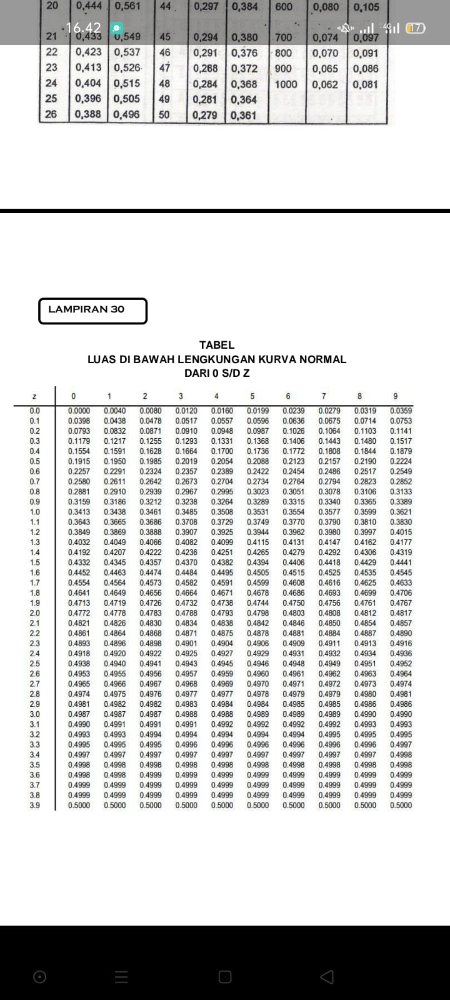 20 0,444 0,561 44 0,297 0,384 600 0,080 0,105
16.42 4G 17
21 0,433 0,549 45 0,294 0,380 700 0,074 0,097
22 0,423 0,537 46 0,291 0,376 800 0,070 0,091
23 0,413 0,526 47 0,288 0,372 900 0,065 0,086
24 0,404 0,515 48 0,284 0,368 1000 0,062 0,081
25 0,396 0,505 49 0,281 0,364
26 0,388 0,496 50 0,279 0,361
LAMPIRAN 30
TABEL
LUAS DI BAWAH LENGKUNGAN KURVA NORMAL
DARI 0 S/D Z
z 0 1 2 3 4 5 6 7 8 9
0.0 0.0000 0.0040 0.0080 0.0120 0.0160 0.0199 0.0239 0.0279 0.0319 0.0359
0.1 0.0398 0.0438 0.0478 0.0517 0.0557 0.0596 0.0636 0.0675 0.0714 0.0753
0.2 0.0793 0.0832 0.0871 0.0910 0.0948 0.0987 0.1026 0.1064 0.1103 0.1141
0.3 0.1179 0.1217 0.1255 0.1293 0.1331 0.1368 0.1406 0.1443 0.1480 0.1517
0.4 0.1554 0.1591 0.1628 0.1664 0.1700 0.1736 0.1772 0.1808 0.1844 0.1879
0.5 0.1915 0.1950 0.1985 0.2019 0.2054 0.2088 0.2123 0.2157 0.2190 0.2224
0.6 0.2257 0.2291 0.2324 0.2357 0.2389 0.2422 0.2454 0.2486 0.2517 0.2549
0.7 0.2580 0.2611 0.2642 0.2673 0.2704 0.2734 0.2764 0.2794 0.2823 0.2852
0.8 0.2881 0.2910 0.2939 0.2967 0.2995 0.3023 0.3051 0.3078 0.3106 0.3133
0.9 0.3159 0.3186 0.3212 0.3238 0.3264 0.3289 0.3315 0.3340 0.3365 0.3389
1.0 0.3413 0.3438 0.3461 0.3485 0.3508 0.3531 0.3554 0.3577 0.3599 0.3621
1.1 0.3643 0.3665 0.3686 0.3708 0.3729 0.3749 0.3770 0.3790 0.3810 0.3830
1.2 0.3849 0.3869 0.3888 0.3907 0.3925 0.3944 0.3962 0.3980 0.3997 0.4015
1.3 0.4032 0.4049 0.4066 0.4082 0.4099 0.4115 0.4131 0.4147 0.4162 0.4177
1.4 0.4192 0.4207 0.4222 0.4236 0.4251 0.4265 0.4279 0.4292 0.4306 0.4319
1.5 0.4332 0.4345 0.4357 0.4370 0.4382 0.4394 0.4406 0.4418 0.4429 0.4441
1.6 0.4452 0.4463 0.4474 0.4484 0.4495 0.4505 0.4515 0.4525 0.4535 0.4545
1.7 0.4554 0.4564 0.4573 0.4582 0.4591 0.4599 0.4608 0.4616 0.4625 0.4633
1.8 0.4641 0.4649 0.4656 0.4664 0.4671 0.4678 0.4686 0.4693 0.4699 0.4706
1.9 0.4713 0.4719 0.4726 0.4732 0.4738 0.4744 0.4750 0.4756 0.4761 0.4767
2.0 0.4772 0.4778 0.4783 0.4788 0.4793 0.4798 0.4803 0.4808 0.4812 0.4817
2.1 0.4821 0.4826 0.4830 0.4834 0.4838 0.4842 0.4846 0.4850 0.4854 0.4857
2.2 0.4861 0.4864 0.4868 0.4871 0.4875 0.4878 0.4881 0.4884 0.4887 0.4890
2.3 0.4893 0.4896 0.4898 0.4901 0.4904 0.4906 0.4909 0.4911 0.4913 0.4916
2.4 0.4918 0.4920 0.4922 0.4925 0.4927 0.4929 0.4931 0.4932 0.4934 0.4936
2.5 0.4938 0.4940 0.4941 0.4943 0.4945 0.4946 0.4948 0.4949 0.4951 0.4952
2.6 0.4953 0.4955 0.4956 0.4957 0.4959 0.4960 0.4961 0.4962 0.4963 0.4964
2.7 0.4965 0.4966 0.4967 0.4968 0.4969 0.4970 0.4971 0.4972 0.4973 0.4974
2.8 0.4974 0.4975 0.4976 0.4977 0.4977 0.4978 0.4979 0.4979 0.4980 0.4981
2.9 0.4981 0.4982 0.4982 0.4983 0.4984 0.4984 0.4985 0.4985 0.4986 0.4986
3.0 0.4987 0.4987 0.4987 0.4988 0.4988 0.4989 0.4989 0.4989 0.4990 0.4990
3.1 0.4990 0.4991 0.4991 0.4991 0.4992 0.4992 0.4992 0.4992 0.4993 0.4993
3.2 0.4993 0.4993 0.4994 0.4994 0.4994 0.4994 0.4994 0.4995 0.4995 0.4995
3.3 0.4995 0.4995 0.4995 0.4996 0.4996 0.4996 0.4996 0.4996 0.4996 0.4997
3.4 0.4997 0.4997 0.4997 0.4997 0.4997 0.4997 0.4997 0.4997 0.4997 0.4998
3.5 0.4998 0.4998 0.4998 0.4998 0.4998 0.4998 0.4998 0.4998 0.4998 0.4998
3.6 0.4998 0.4998 0.4999 0.4999 0.4999 0.4999 0.4999 0.4999 0.4999 0.4999
3.7 0.4999 0.4999 0.4999 0.4999 0.4999 0.4999 0.4999 0.4999 0.4999 0.4999
3.8 0.4999 0.4999 0.4999 0.4999 0.4999 0.4999 0.4999 0.4999 0.4999 0.4999
3.9 0.5000 0.5000 0.5000 0.5000 0.5000 0.5000 0.5000 0.5000 0.5000 0.5000